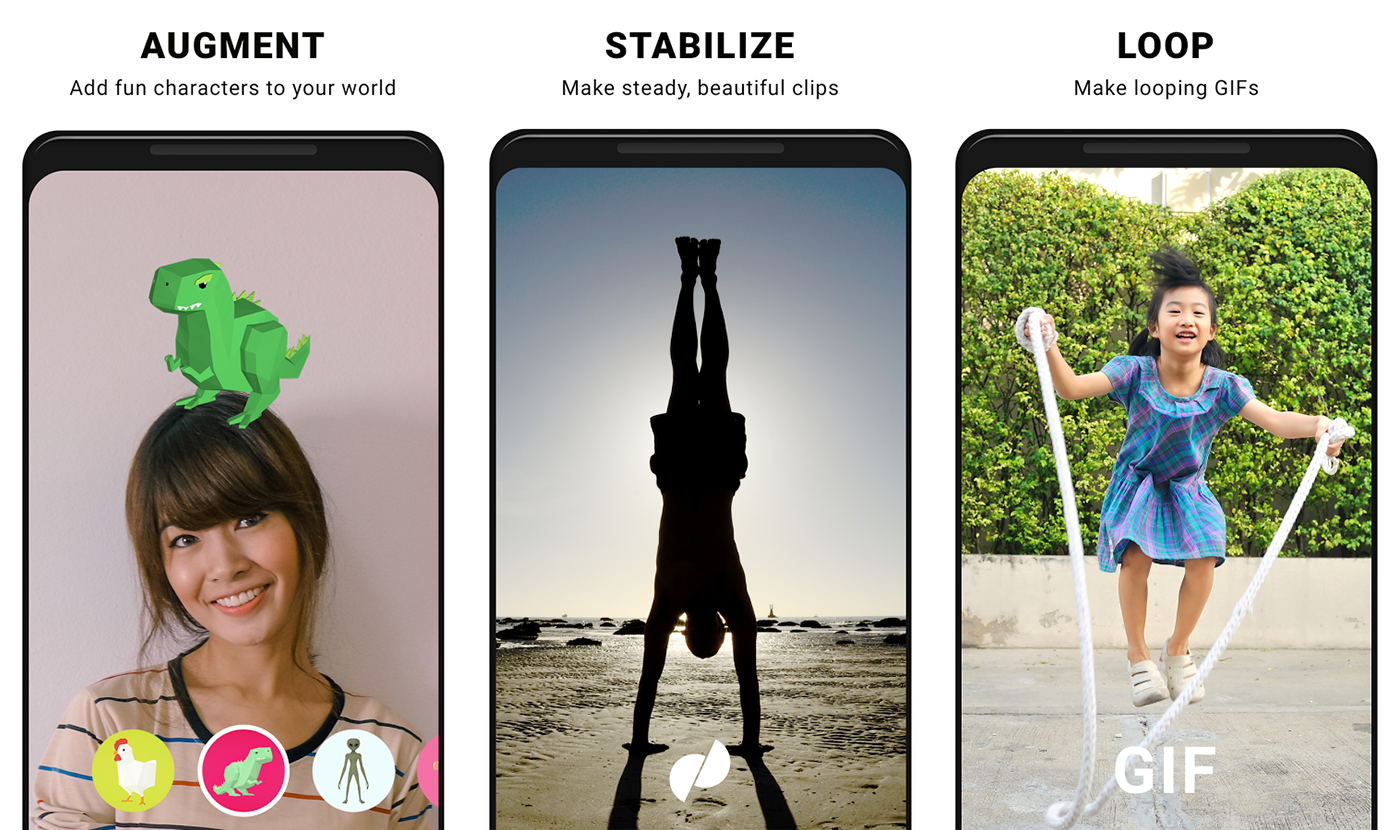 AUGMENT
Add fun characters to your world
STABILIZE
Make steady, beautiful clips
LOOP
Make looping GIFs
GIF